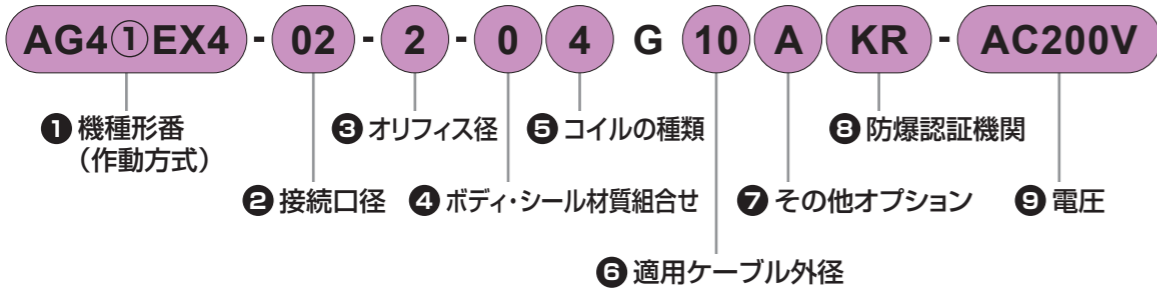 AG4①EX4 - 02 - 2 - 0 4 G 10 A KR - AC200V
❶ 機種形番
（作動方式）
❸ オリフィス径
❺ コイルの種類
❽ 防爆認証機関
❷ 接続口径
❹ ボディ・シール材質組合せ
❼ その他オプション
❾ 電圧
❻ 適用ケーブル外径